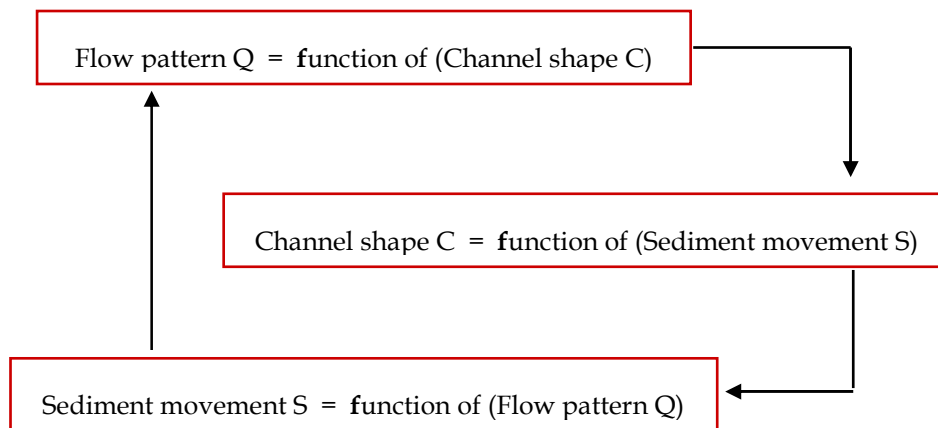 Flow pattern Q = function of (Channel shape C)
Channel shape C = function of (Sediment movement S)
Sediment movement S = function of (Flow pattern Q)